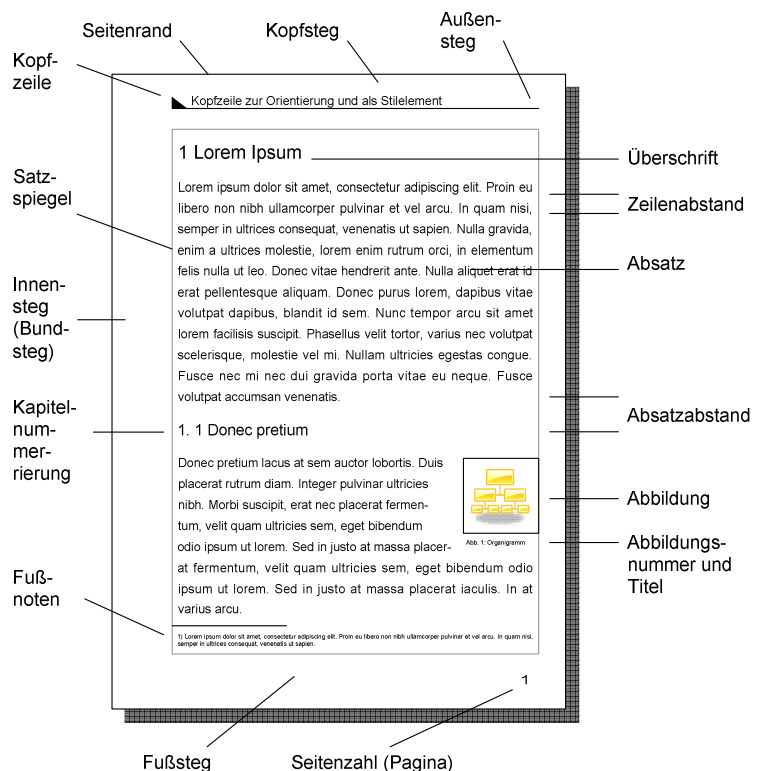 Seitenrand
Kopfsteg
Außen-
steg
Kopf-
zeile
Kopfzeile zur Orientierung und als Stilelement
1 Lorem Ipsum
Überschrift
Satz-
spiegel
Lorem ipsum dolor sit amet, consectetur adipiscing elit. Proin eu
libero non nibh ullamcorper pulvinar et vel arcu. In quam nisi,
semper in ultrices consequat, venenatis ut sapien. Nulla gravida,
enim a ultrices molestie, lorem enim rutrum orci, in elementum
felis nulla ut leo. Donec vitae hendrerit ante. Nulla aliquet erat id
erat pellentesque aliquam. Donec purus lorem, dapibus vitae
volutpat dapibus, blandit id sem. Nunc tempor arcu sit amet
lorem facilisis suscipit. Phasellus velit tortor, varius nec volutpat
scelerisque, molestie vel mi. Nullam ultricies egestas congue.
Fusce nec mi nec dui gravida porta vitae eu neque. Fusce
volutpat accumsan venenatis.
Zeilenabstand
Absatz
Innen-
steg
(Bund-
steg)
Absatzabstand
Kapitel-
num-
mer-
rierung
1. 1 Donec pretium
Donec pretium lacus at sem auctor lobortis. Duis
placerat rutrum diam. Integer pulvinar ultricies
nibh. Morbi suscipit, erat nec placerat fermen-
tum, velit quam ultricies sem, eget bibendum
odio ipsum ut lorem. Sed in justo at massa placer-
at fermentum, velit quam ultricies sem, eget bibendum odio
ipsum ut lorem. Sed in justo at massa placerat iaculis. In at
varius arcu.
Abb. 1: Organigramm
Abbildung
Abbildungs-
nummer und
Titel
Fuß-
noten
1) Lorem ipsum dolor sit amet, consectetur adipiscing elit. Proin eu libero non nibh ullamcorper pulvinar et vel arcu. In quam nisi,
semper in ultrices consequat, venenatis ut sapien.
1
Fußsteg
Seitenzahl (Pagina)